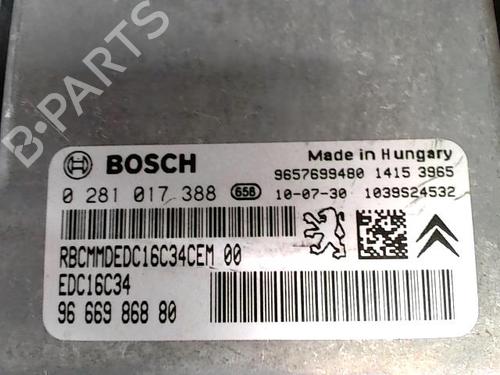 B-PARTS
BOSCH
Made in Hungary
9657699480 1415 3965
0 281 017 388 656 10-07-30 1039S24532
RBCMMDEDC16C34CEM 00
EDC16C34
96 669 868 80